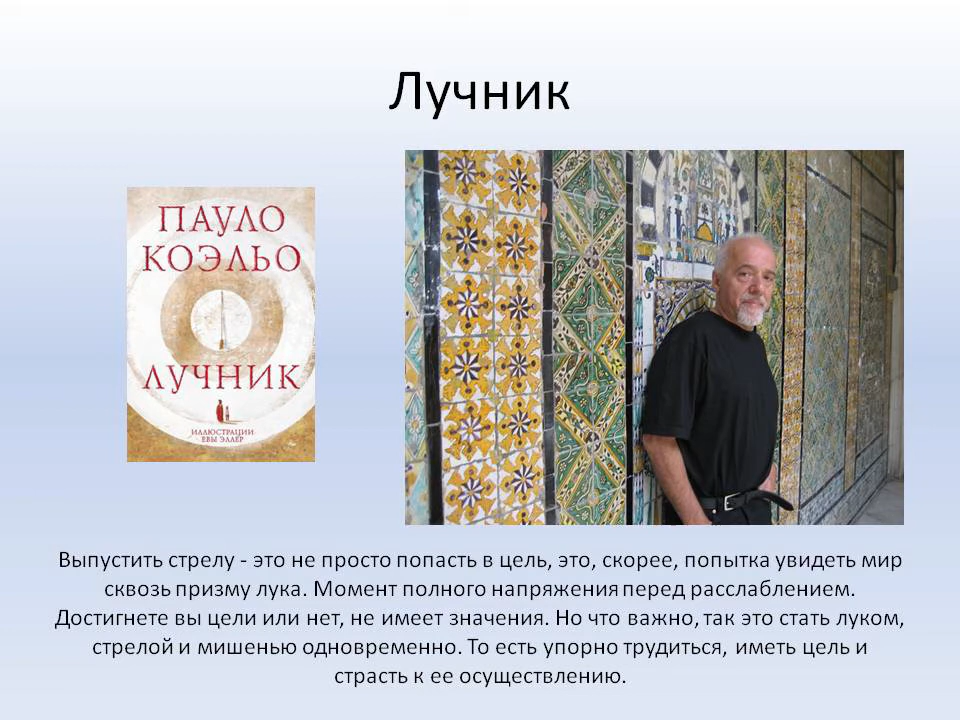 Лучник
ПАУЛО
КОЭЛЬО
ЛУЧНИК
ИЛЛЮСТРАЦИИ
ЕВЫ ЭЛЛЕР
Выпустить стрелу - это не просто попасть в цель, это, скорее, попытка увидеть мир
сквозь призму лука. Момент полного напряжения перед расслаблением.
Достигнете вы цели или нет, не имеет значения. Но что важно, так это стать луком,
стрелой и мишенью одновременно. То есть упорно трудиться, иметь цель и
страсть к ее осуществлению.